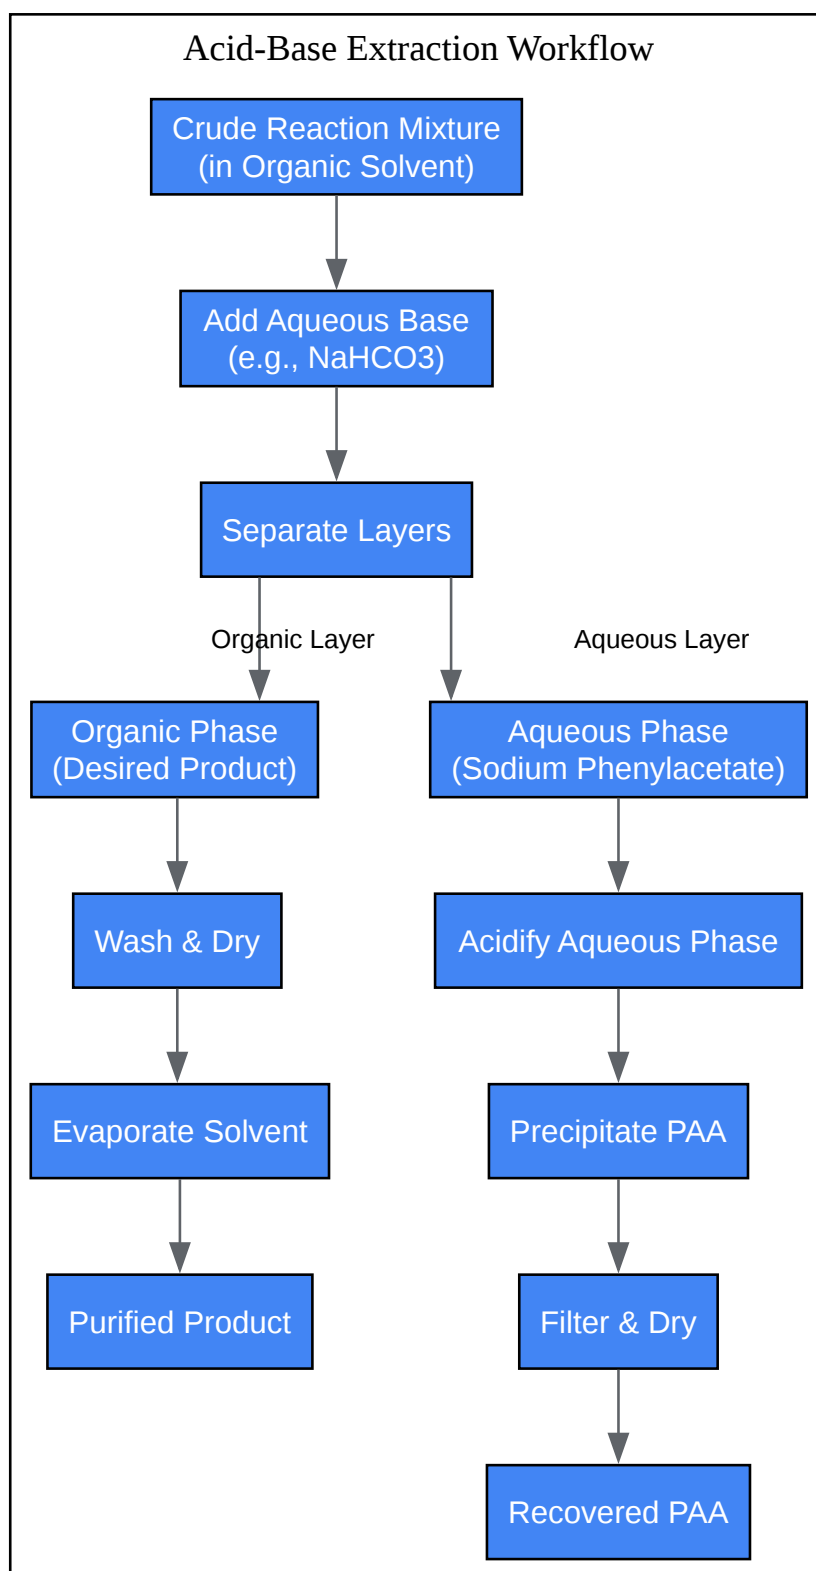 Acid-Base Extraction Workflow
Crude Reaction Mixture
(in Organic Solvent)
Add Aqueous Base
(e.g., NaHCO3)
Separate Layers
Organic Layer
Aqueous Layer
Organic Phase
(Desired Product)
Aqueous Phase
(Sodium Phenylacetate)
Wash & Dry
Acidify Aqueous Phase
Evaporate Solvent
Precipitate PAA
Purified Product
Filter & Dry
Recovered PAA